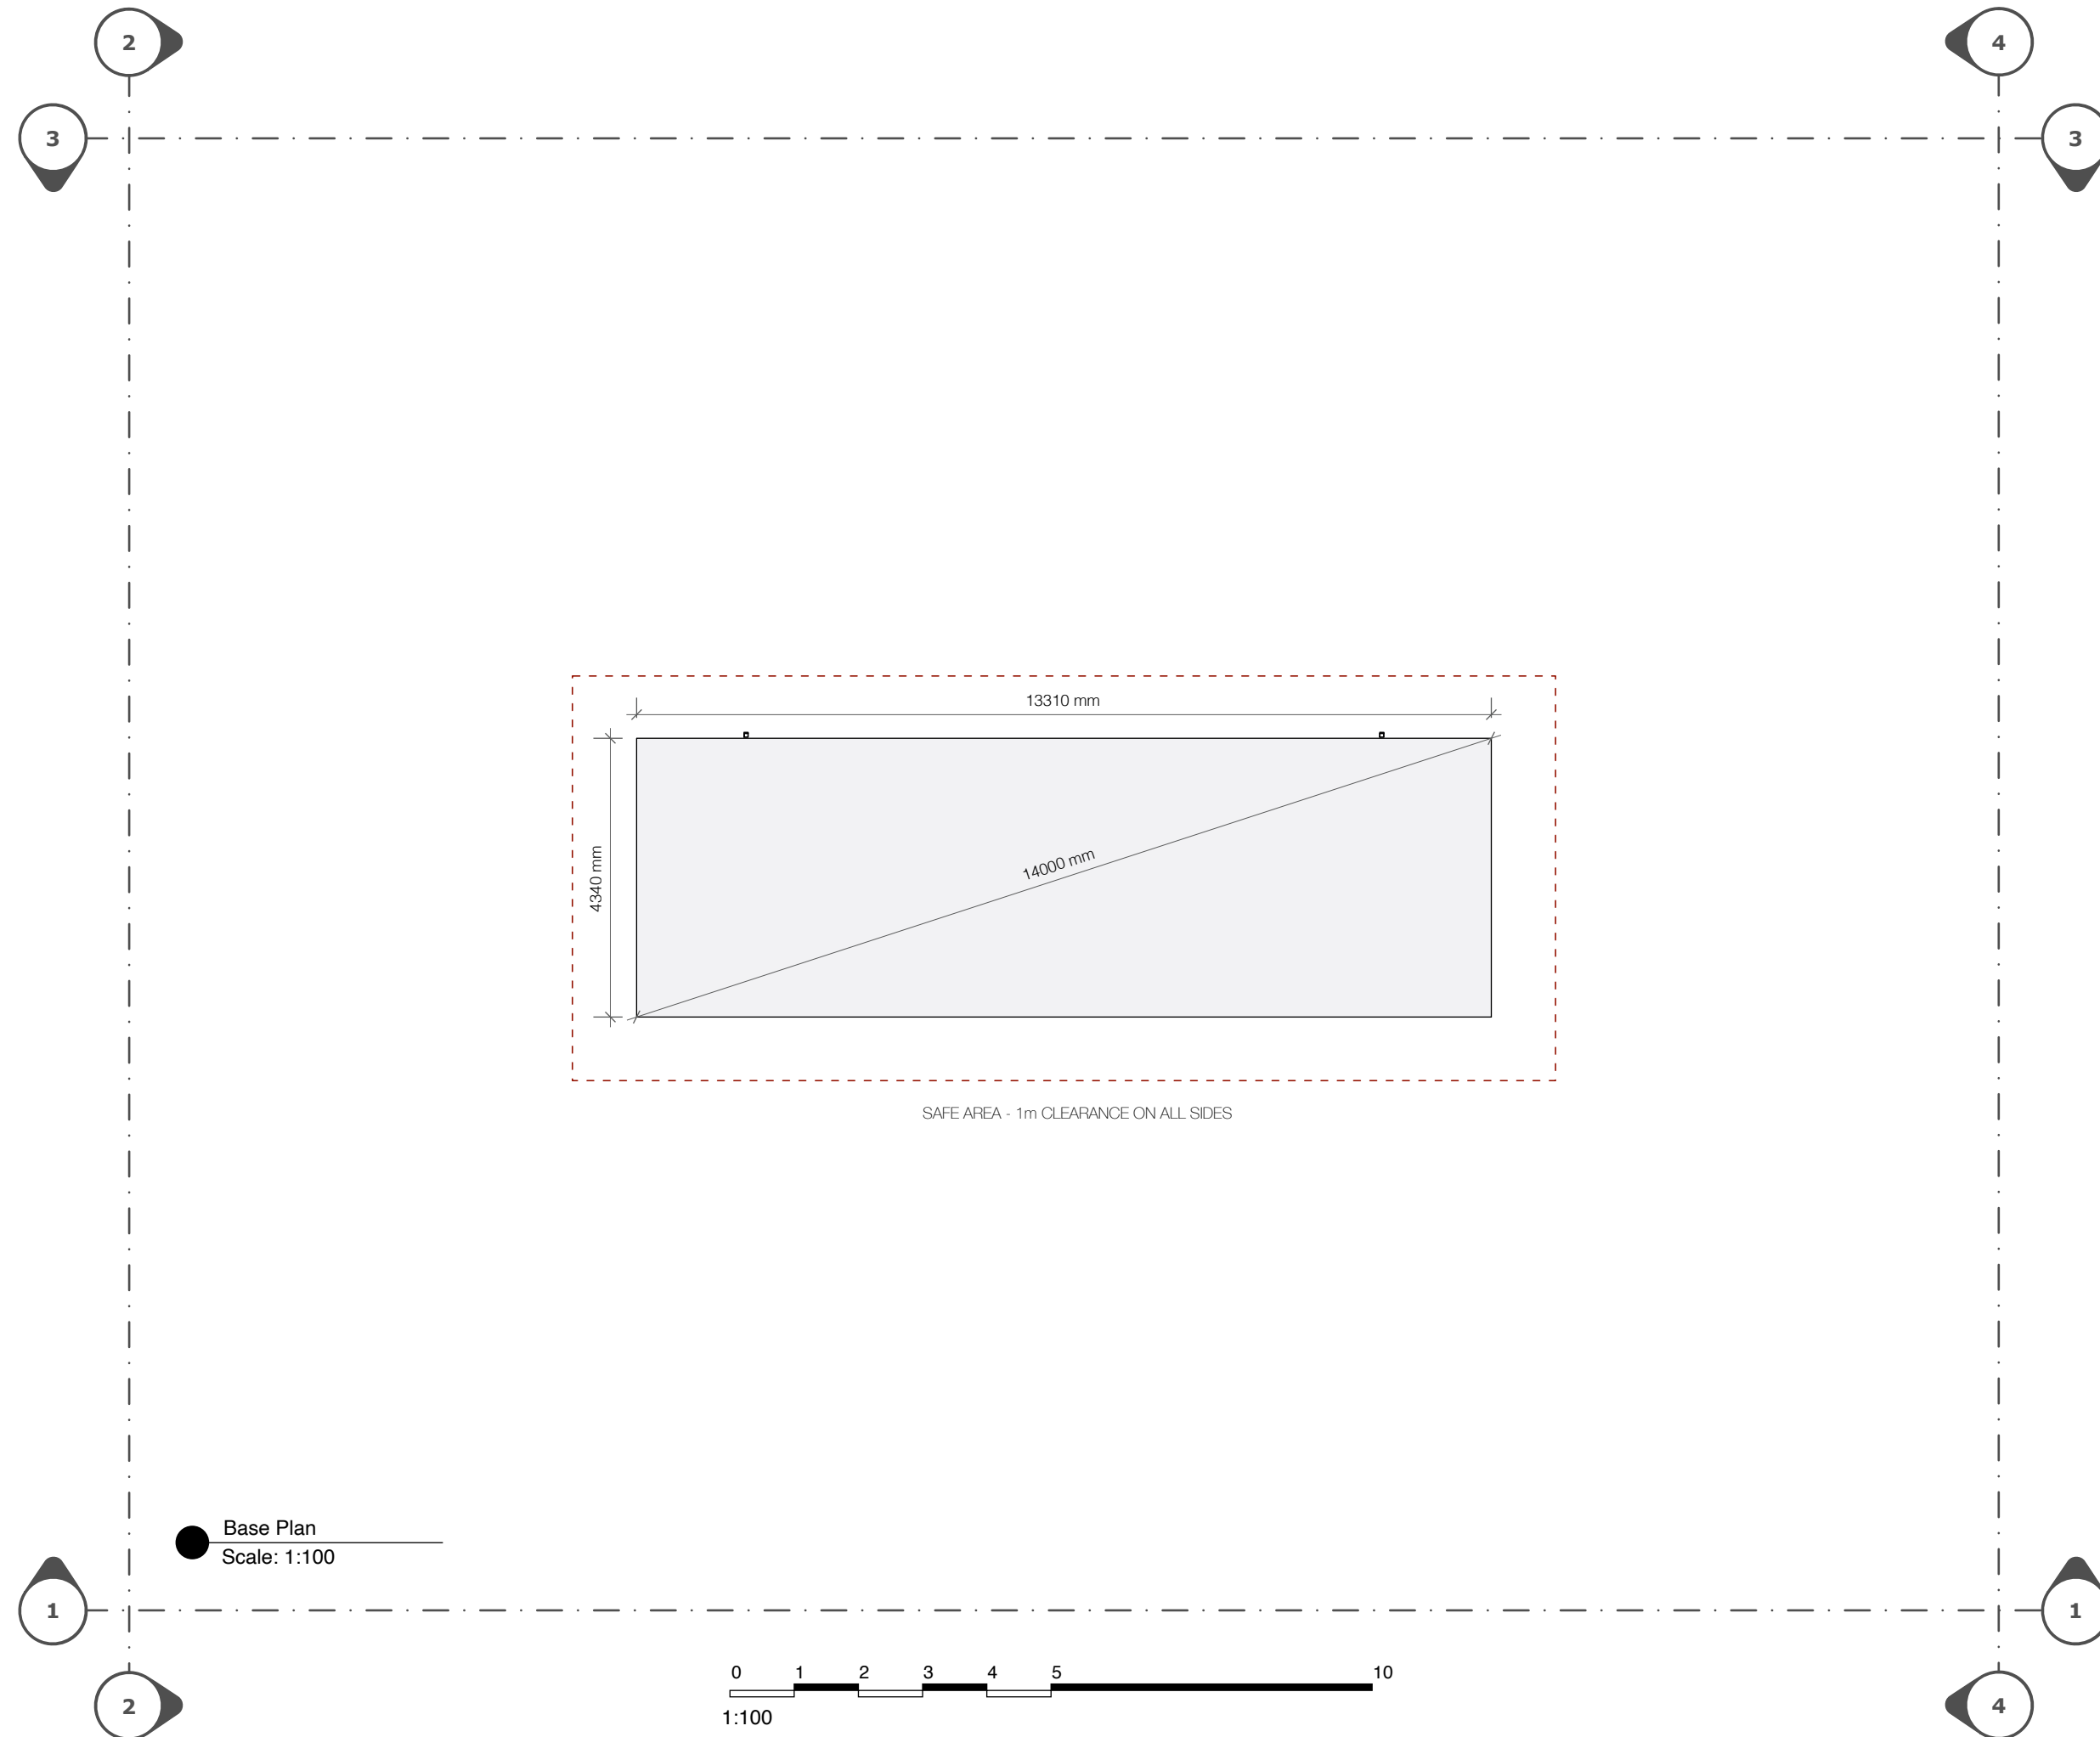 2
4
3
3
13310 mm
4340 mm
14000 mm
SAFE AREA - 1m CLEARANCE ON ALL SIDES
Base Plan
Scale: 1:100
1
1
0 1 2 3 4 5 10
1:100
2
4